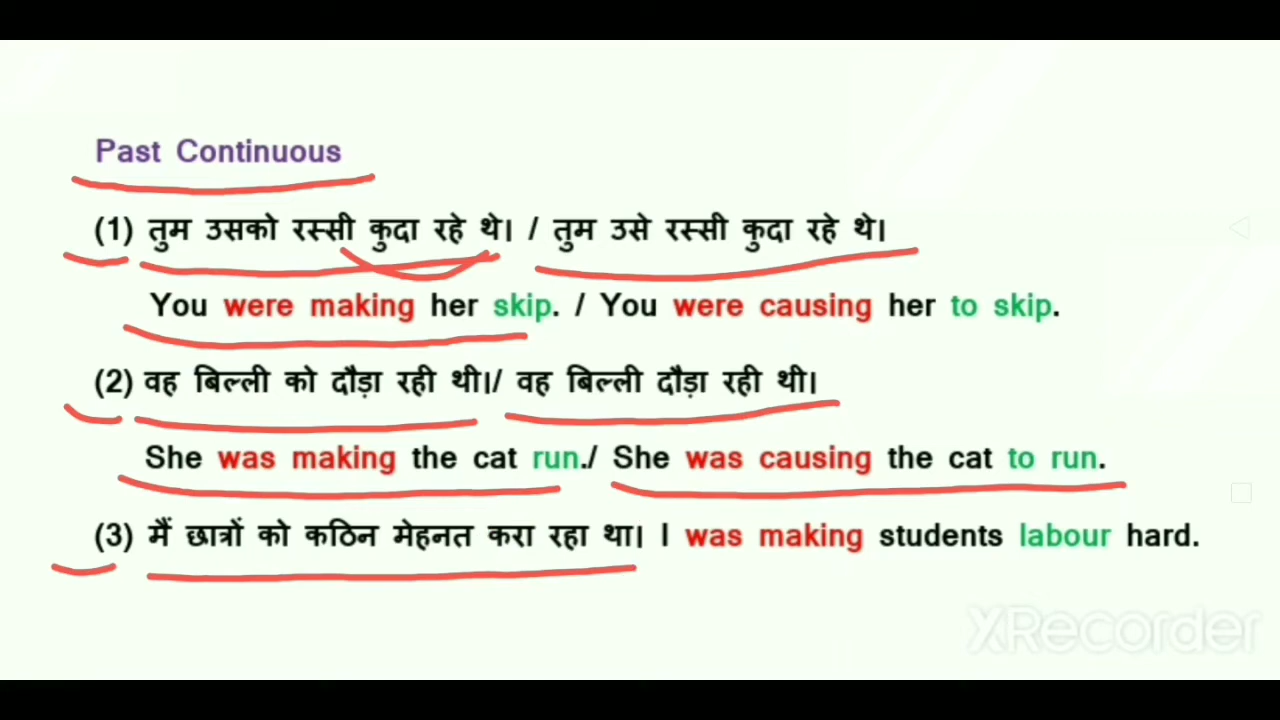 Past Continuous
(1) तुम उसको रस्सी कुदा रहे थे। / तुम उसे रस्सी कुदा रहे थे।
You were making her skip. / You were causing her to skip.
(2) वह बिल्ली को दौड़ा रही थी।/ वह बिल्ली दौड़ा रही थी।
She was making the cat run./ She was causing the cat to run.
(3) मैं छात्रों को कठिन मेहनत करा रहा था। I was making students labour hard.
XRecorder